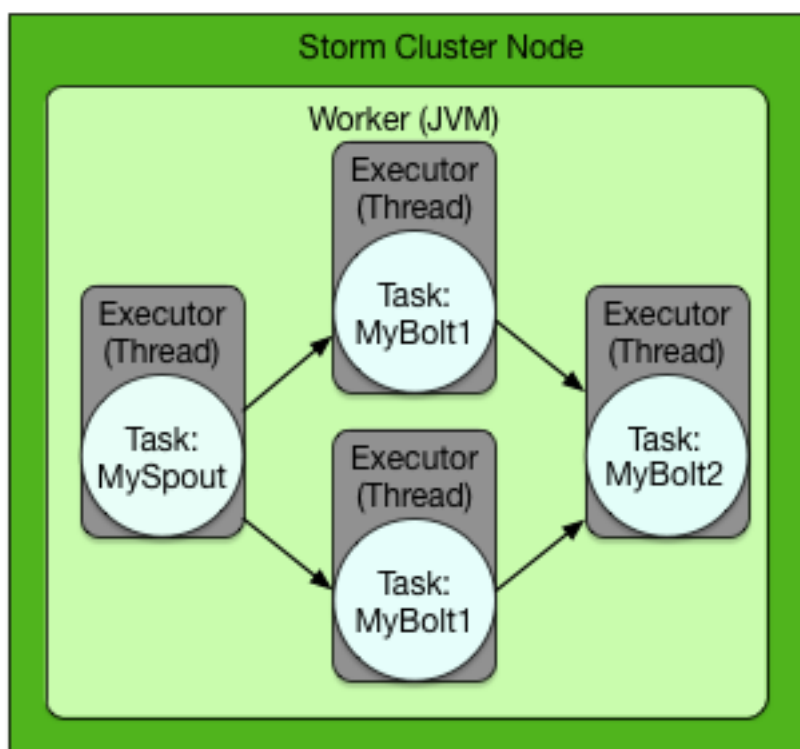 Storm Cluster Node
Worker (JVM)
Executor
(Thread)
Task:
MyBolt1
Executor
(Thread)
Task:
MySpout
Executor
(Thread)
Task:
MyBolt2
Executor
(Thread)
Task:
MyBolt1